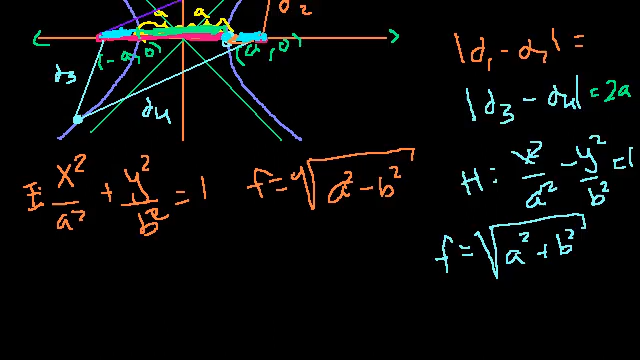 a a d₂
(-a, 0) (a, 0)
|d₁ - d₂| =
d₃ d₄ |d₃ - d₄| = 2a
E: x²/a² + y²/b² = 1 f = √(a² - b²)
H: x²/a² - y²/b² = 1
f = √(a² + b²)